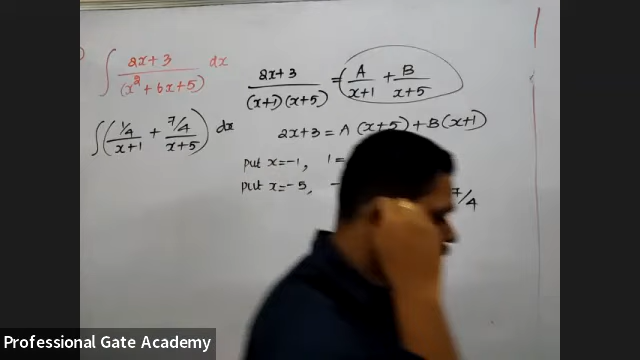 ∫ 2x+3 / (x²+6x+5) dx
2x+3 / (x+1)(x+5) = A/x+1 + B/x+5
∫(1/4 / x+1 + 7/4 / x+5) dx
2x+3 = A(x+5)+B(x+1)
put x=-1, 1=
put x=-5, -
7/4
Professional Gate Academy